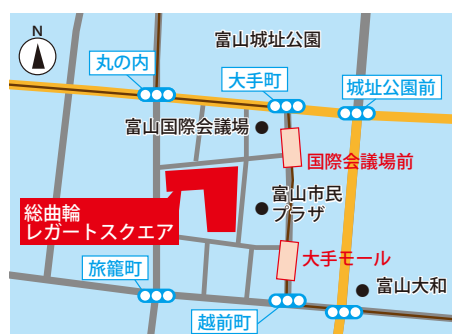 N
富山城址公園
丸の内
大手町
城址公園前
富山国際会議場
国際会議場前
総曲輪
レガートスクエア
富山市民
プラザ
大手モール
旅籠町
富山大和
越前町